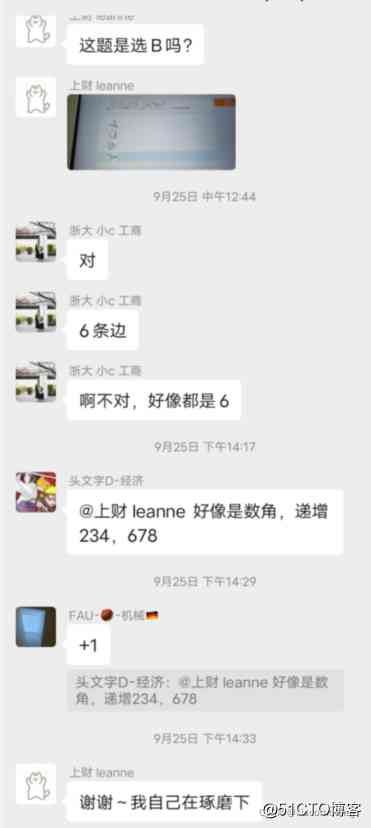 上财 leanne
这题是选B吗?
上财 leanne
9月25日 中午12:44
浙大 小c 工商
对
浙大 小c 工商
6条边
浙大 小c 工商
啊不对，好像都是6
9月25日 下午14:17
头文字D-经济
@上财 leanne 好像是数角，递增
234，678
9月25日 下午14:29
FAU-🌰-机械🇩🇪
+1
头文字D-经济：@上财 leanne 好像是数
角，递增234，678
9月25日 下午14:33
上财 leanne
谢谢~我自己在琢磨下
@51CTO博客